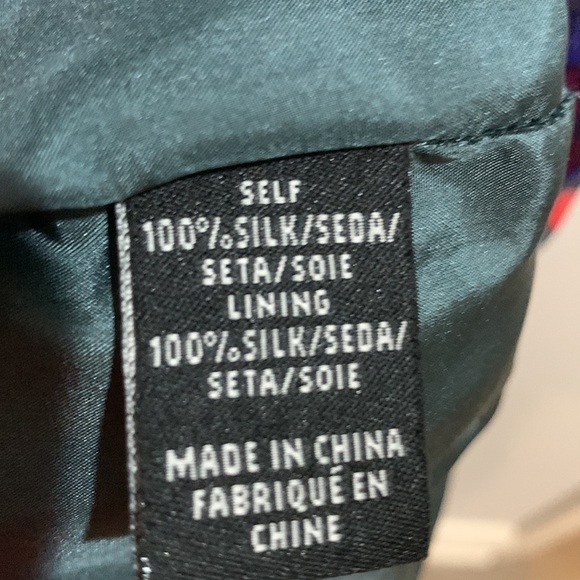 SELF
100%SILK/SEDA/
SETA/SOIE
LINING
100%SILK/SEDA/
SETA/SOIE
MADE IN CHINA
FABRIQUÉ EN
CHINE